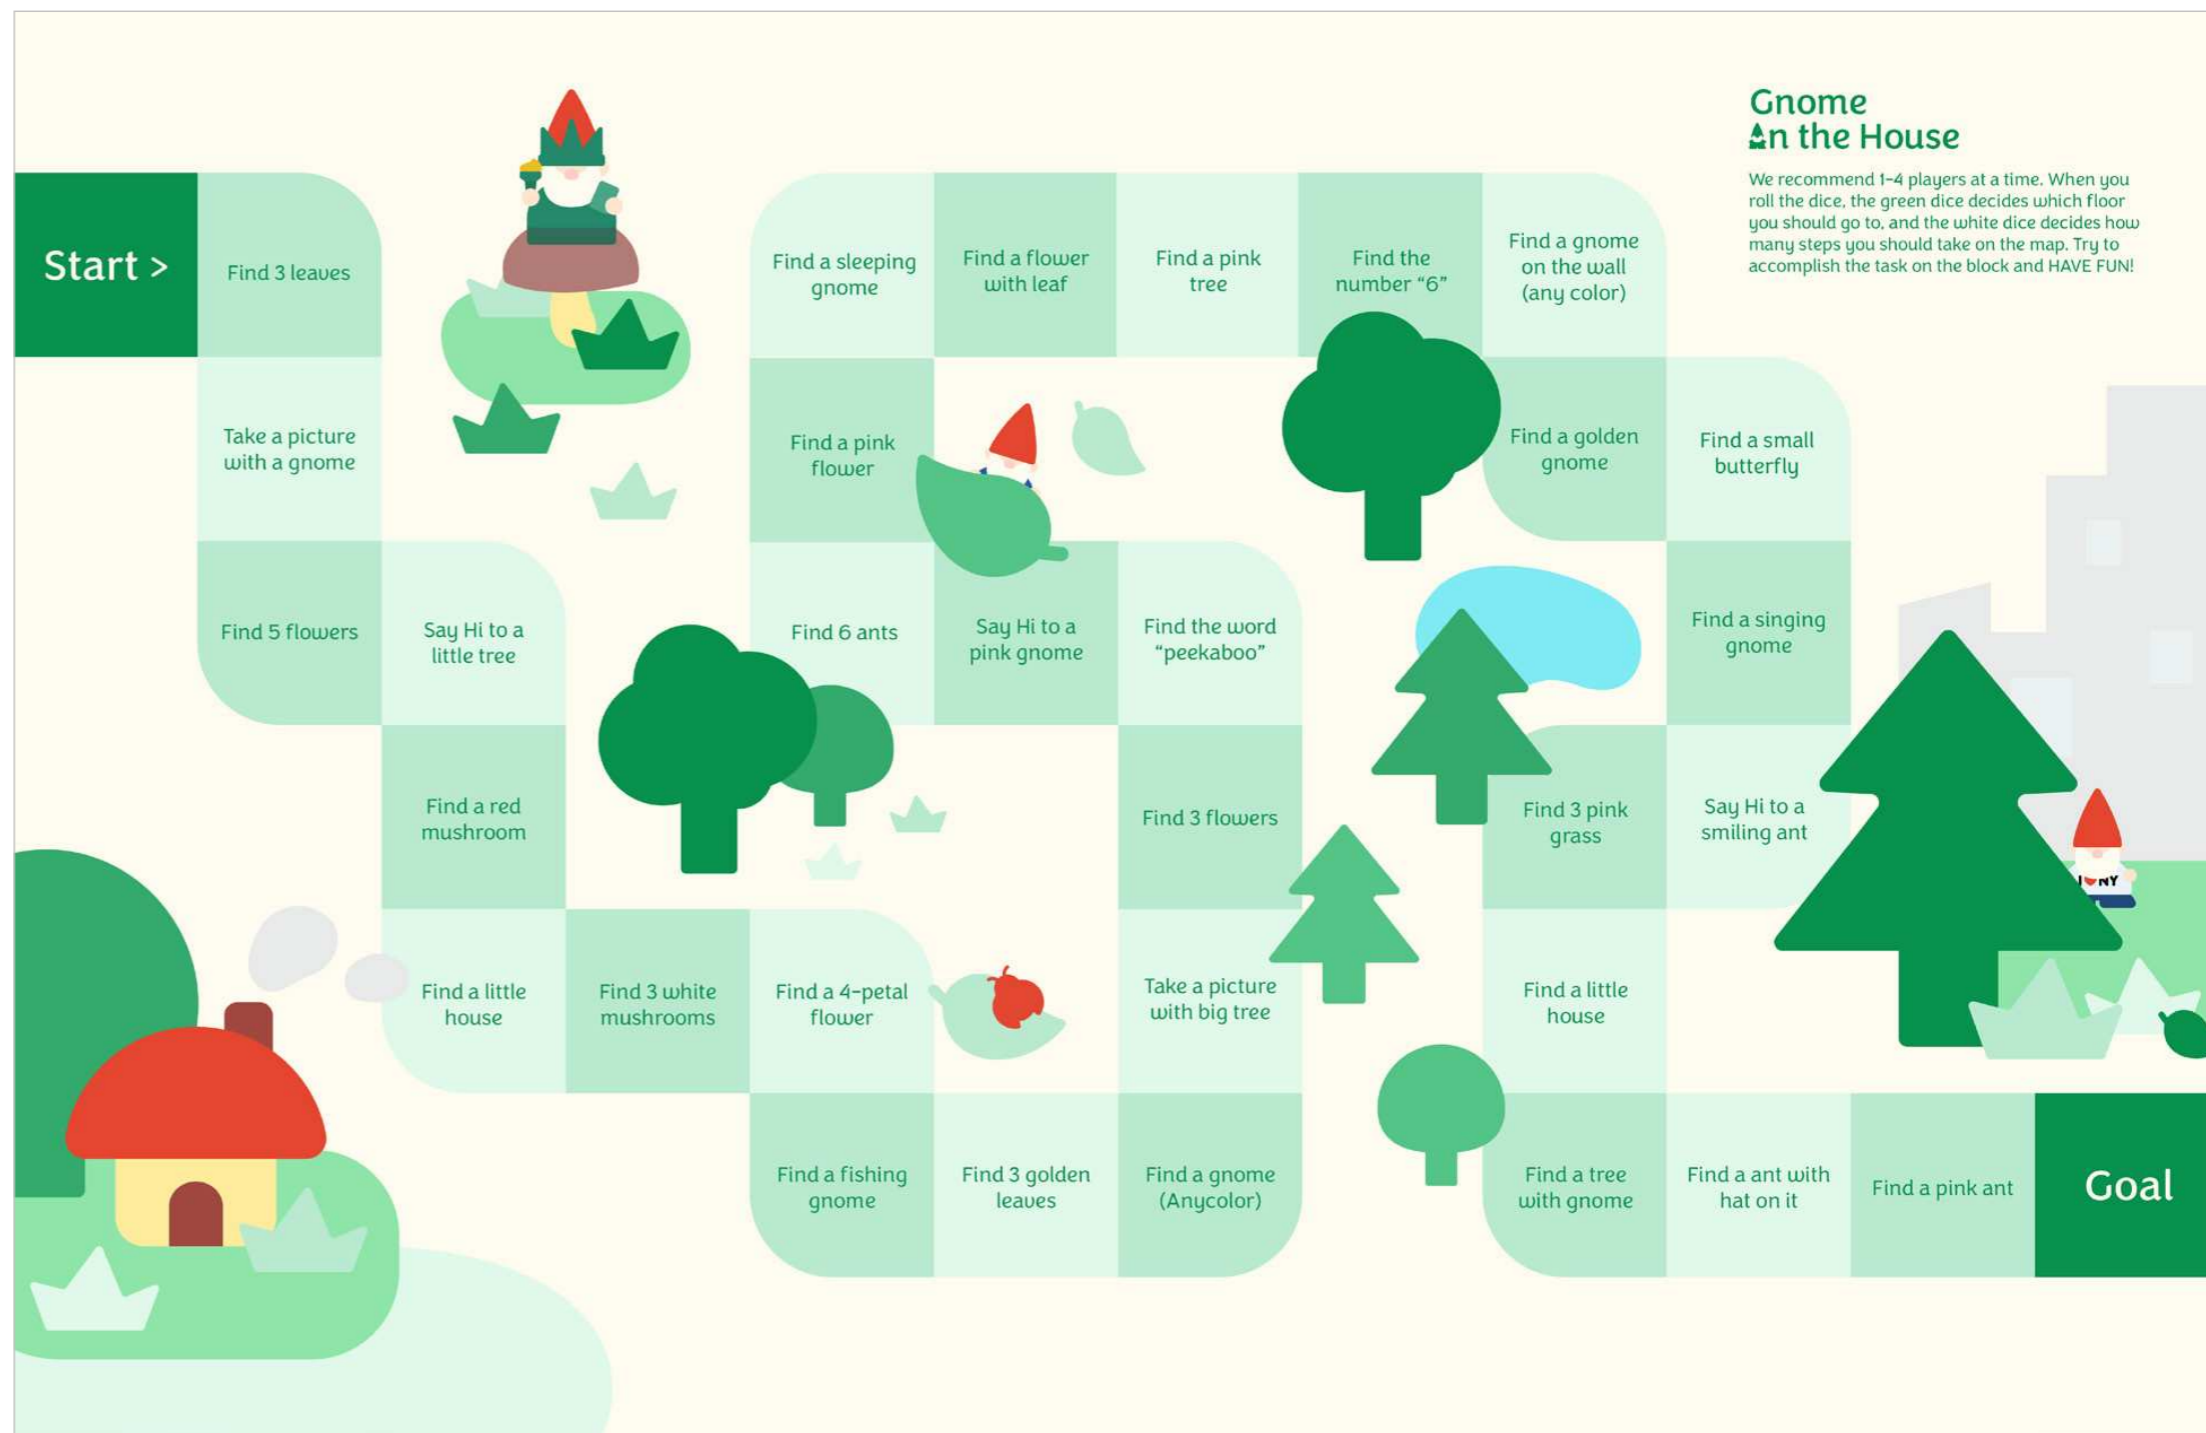 Gnome
in the House
We recommend 1-4 players at a time. When you
roll the dice, the green dice decides which floor
you should go to, and the white dice decides how
many steps you should take on the map. Try to
accomplish the task on the block and HAVE FUN!
Start >
Find 3 leaves
Take a picture
with a gnome
Find 5 flowers
Say Hi to a
little tree
Find a red
mushroom
Find a little
house
Find 3 white
mushrooms
Find a 4-petal
flower
Find a fishing
gnome
Find 3 golden
leaves
Find a gnome
(Anycolor)
Take a picture
with big tree
Find 3 flowers
Find the word
“peekaboo”
Say Hi to a
pink gnome
Find 6 ants
Find a pink
flower
Find a sleeping
gnome
Find a flower
with leaf
Find a pink
tree
Find the
number “6”
Find a gnome
on the wall
(any color)
Find a golden
gnome
Find a small
butterfly
Find a singing
gnome
Say Hi to a
smiling ant
Find 3 pink
grass
Find a little
house
Find a tree
with gnome
Find a ant with
hat on it
Find a pink ant
Goal
I ❤ NY